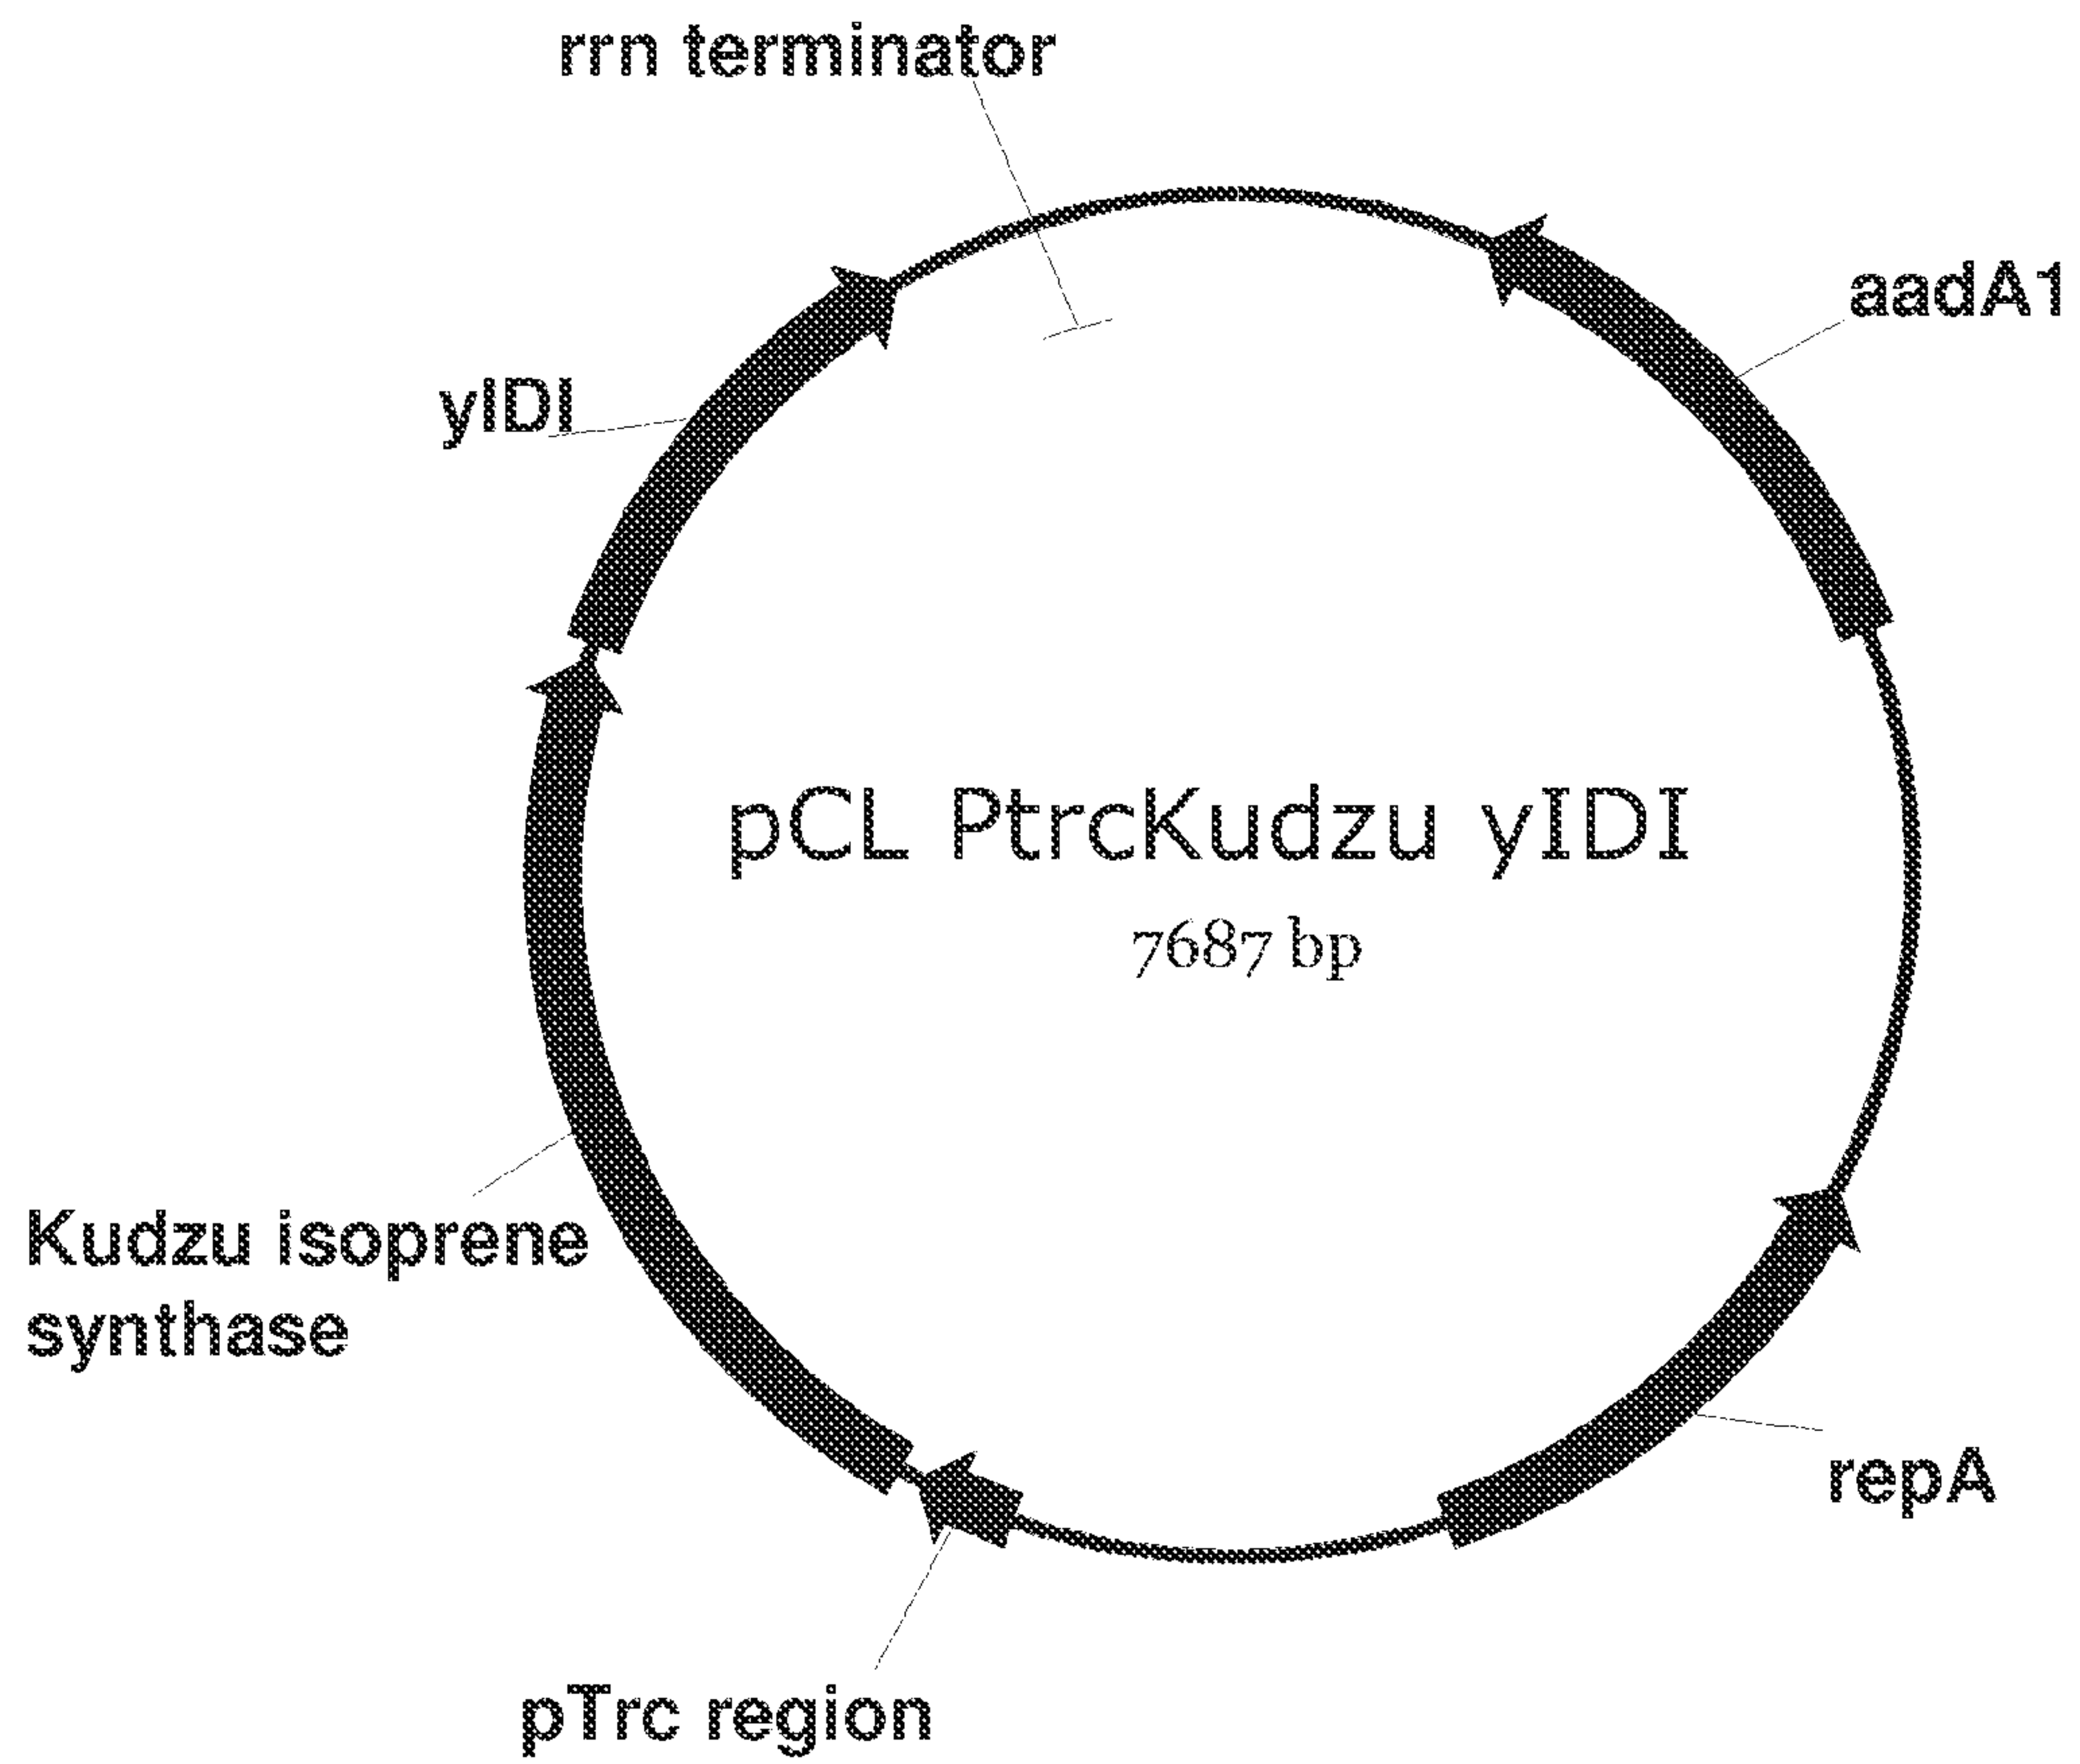 rrn terminator
aadA1
yIDI
pCL PtrcKudzu yIDI
7687 bp
Kudzu isoprene
synthase
repA
pTrc region